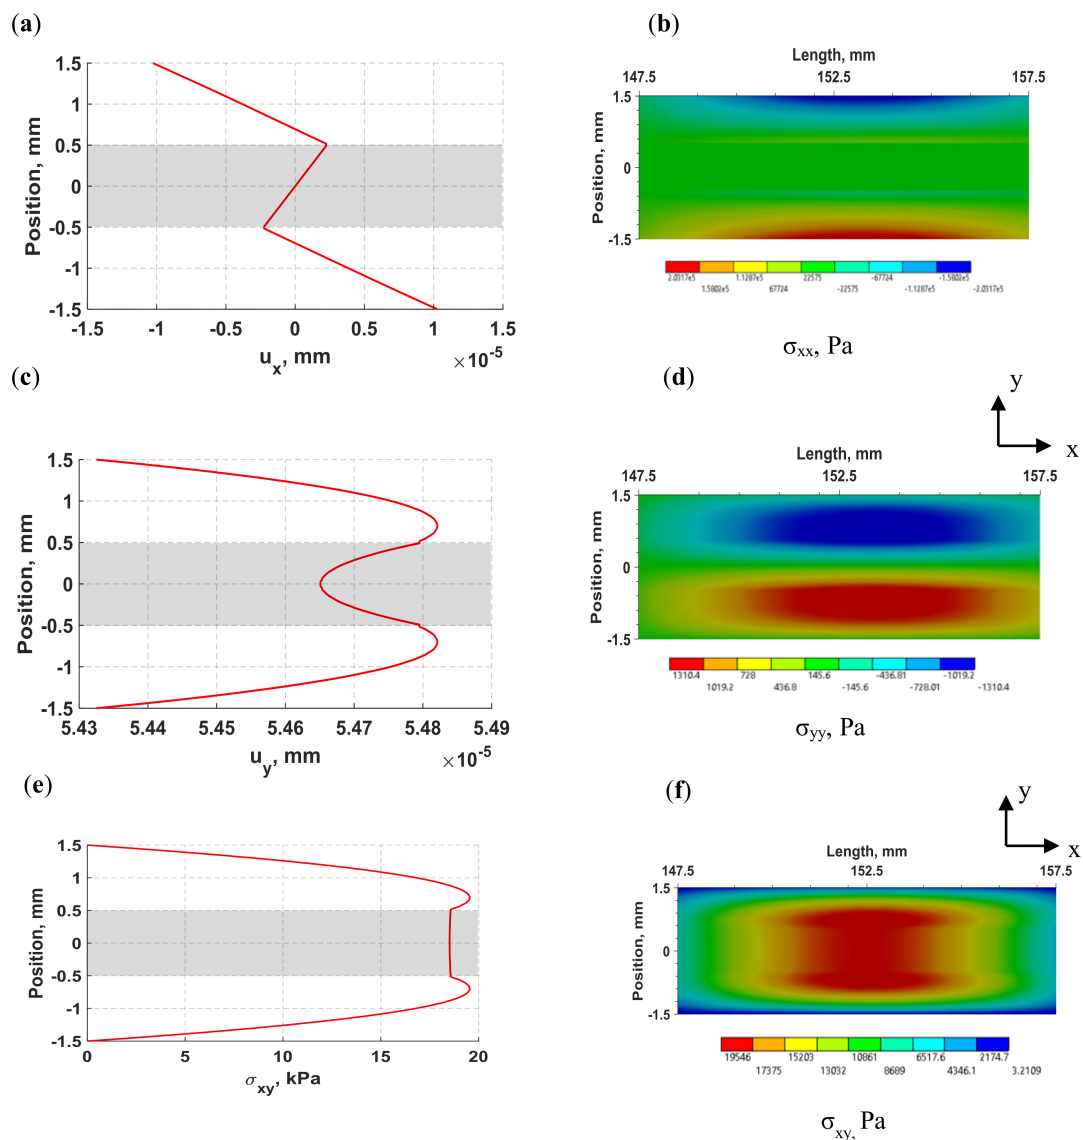 (a)
1.5
1
0.5
0
-0.5
-1
-1.5
Position, mm
-1.5 -1 -0.5 0 0.5 1 1.5
u_x, mm ×10^-5
(b)
Length, mm
147.5 152.5 157.5
1.5
0
-1.5
Position, mm
2.0317e5 1.1287e5 22575 -67724 -1.5802e5
1.5802e5 67724 -22575 -1.1287e5 -2.0317e5
σxx, Pa
(c)
1.5
1
0.5
0
-0.5
-1
-1.5
Position, mm
5.43 5.44 5.45 5.46 5.47 5.48 5.49
u_y, mm ×10^-5
(d)
y
x
Length, mm
147.5 152.5 157.5
1.5
0
-1.5
Position, mm
1310.4 728 145.6 -436.81 -1019.2
1019.2 436.8 -145.6 -728.01 -1310.4
σyy, Pa
(e)
1.5
1
0.5
0
-0.5
-1
-1.5
Position, mm
0 5 10 15 20
σxy, kPa
(f)
y
x
Length, mm
147.5 152.5 157.5
1.5
0
-1.5
Position, mm
19546 15203 10861 6517.6 2174.7
17375 13032 8689 4346.1 3.2109
σxy, Pa